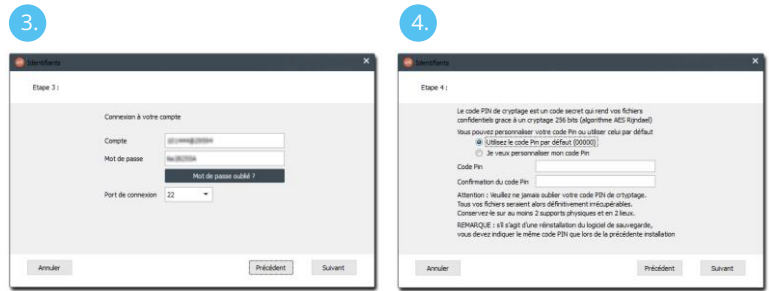 3.
Identifiants
Etape 3 :
Connexion à votre compte
Compte
Mot de passe
Mot de passe oublié ?
Port de connexion 22
Annuler Précédent Suivant
4.
Identifiants
Etape 4 :
Le code PIN de cryptage est un code secret qui rend vos fichiers
confidentiels grace à un cryptage 256 bits (algorithme AES Rijndael)
Vous pouvez personnaliser votre code Pin ou utiliser celui par défaut
Utilisez le code Pin par défaut (00000)
Je veux personnaliser mon code Pin
Code Pin
Confirmation du code Pin
Attention : Veuillez ne jamais oublier votre code PIN de crtyptage.
Tous vos fichiers seraient alors définitivement irrécupérables.
Conservez-le sur au moins 2 supports physiques et en 2 lieux.
REMARQUE : s'il s'agit d'une réinstallation du logiciel de sauvegarde,
vous devez indiquer le même code PIN que lors de la précédente installation
Annuler Précédent Suivant